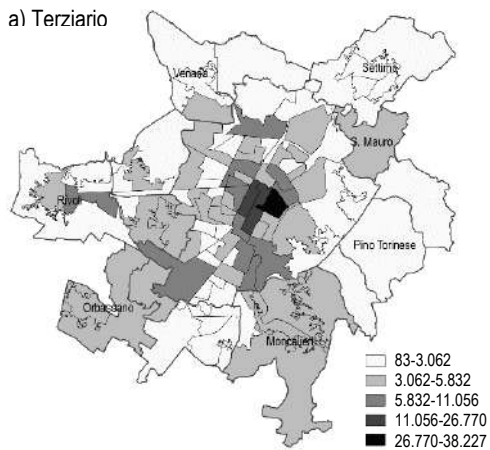 a) Terziario
Venaria
Settimo
S. Mauro
Rivoli
Pino Torinese
Orbassano
Moncalieri
83-3.062
3.062-5.832
5.832-11.056
11.056-26.770
26.770-38.227